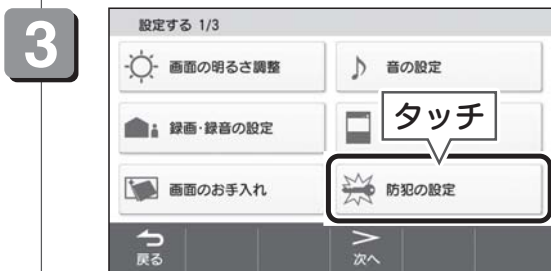 3
設定する 1/3
画面の明るさ調整
音の設定
録画・録音の設定
タッチ
画面のお手入れ
防犯の設定
戻る
次へ